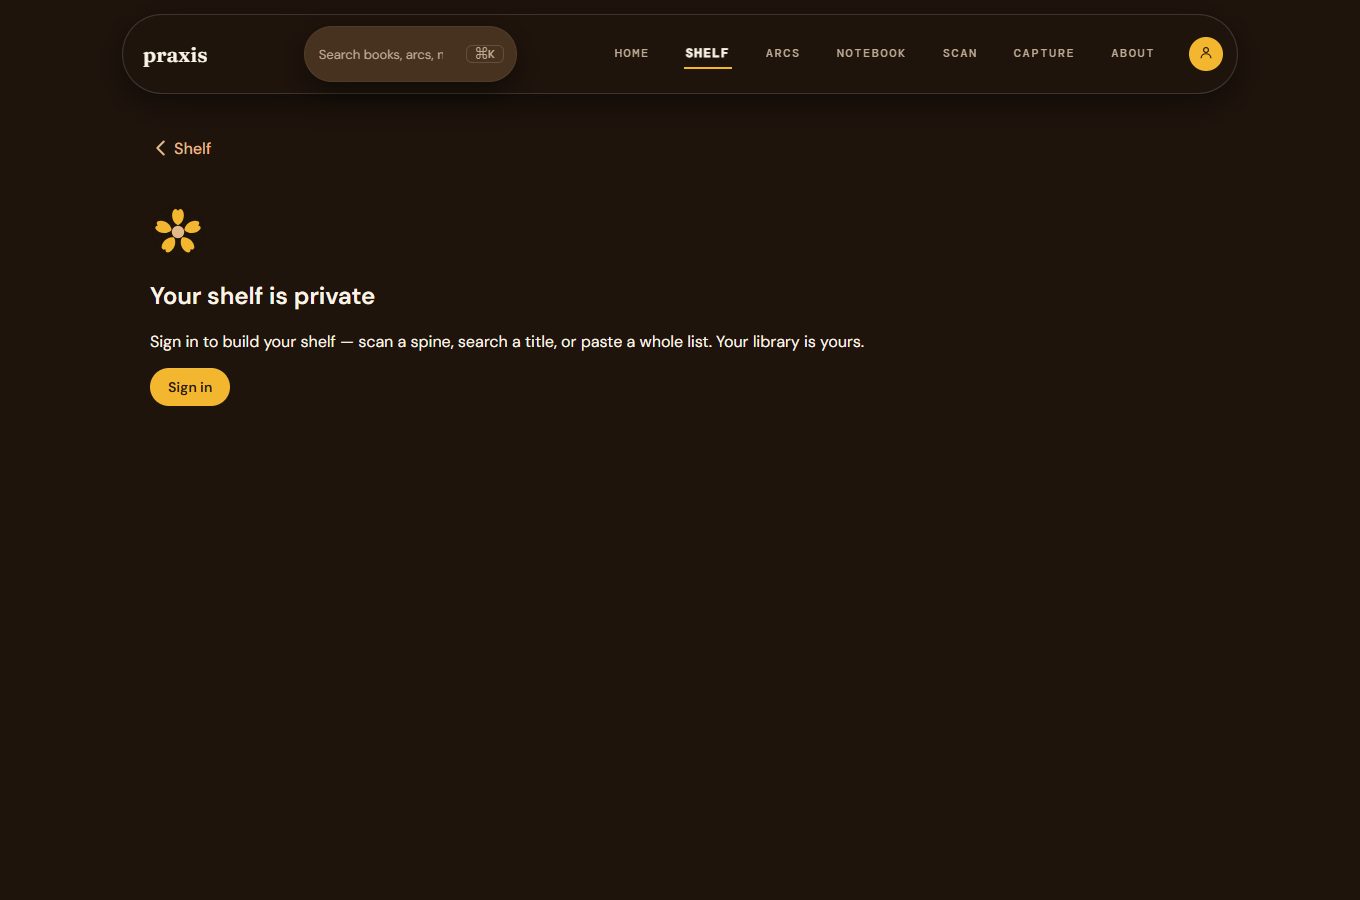 praxis
Search books, arcs, n
⌘K
HOME
SHELF
ARCS
NOTEBOOK
SCAN
CAPTURE
ABOUT
Shelf
Your shelf is private
Sign in to build your shelf — scan a spine, search a title, or paste a whole list. Your library is yours.
Sign in